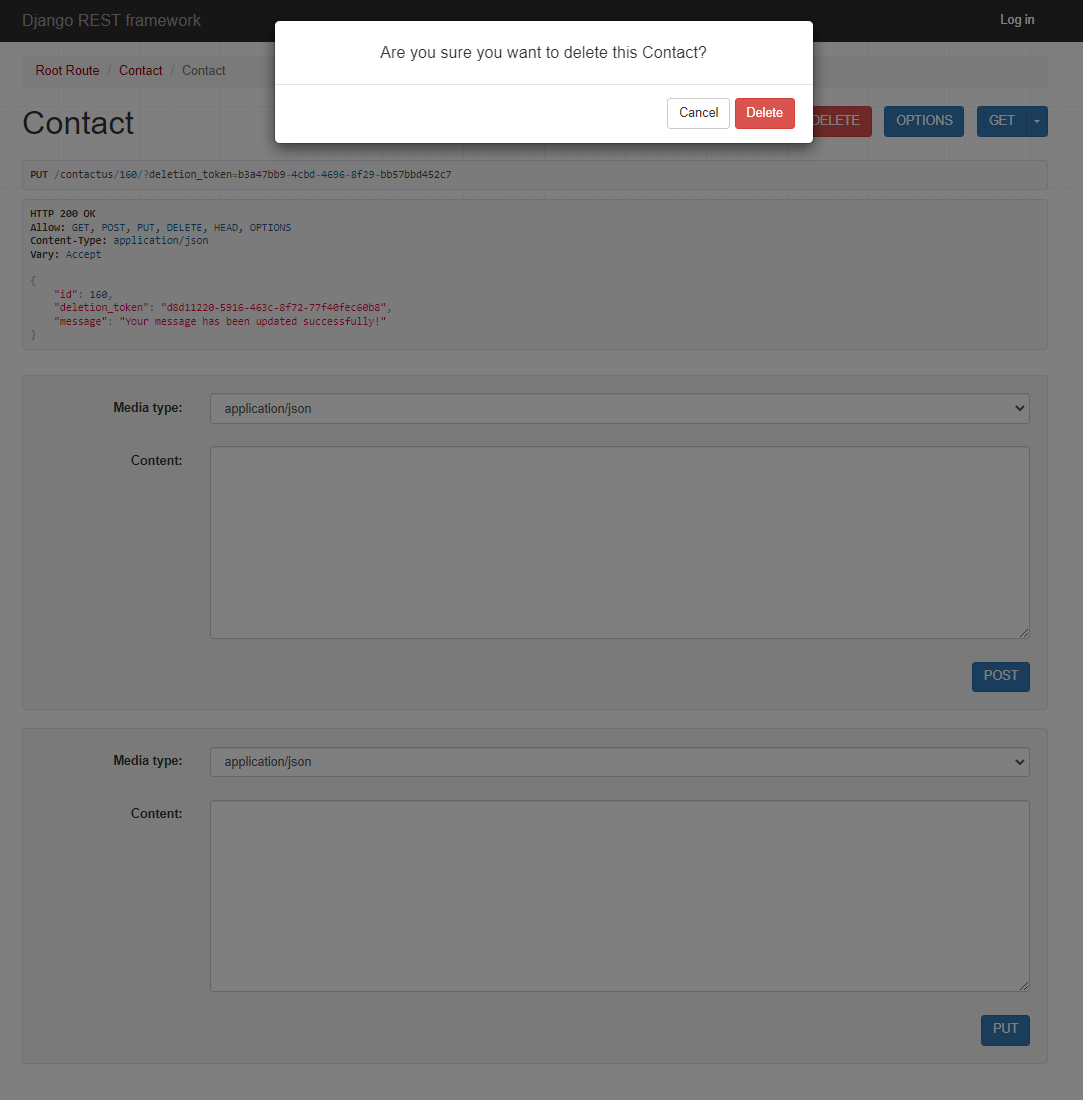 Django REST framework
Log in
Are you sure you want to delete this Contact?
Cancel Delete
Root Route / Contact / Contact
Contact
DELETE OPTIONS GET
PUT /contactus/160/?deletion_token=b3a47bb9-4cbd-4696-8f29-bb57bbd452c7
HTTP 200 OK
Allow: GET, POST, PUT, DELETE, HEAD, OPTIONS
Content-Type: application/json
Vary: Accept
{
"id": 160,
"deletion_token": "d8d11220-5916-463c-8f72-77f40fec60b8",
"message": "Your message has been updated successfully!"
}
Media type: application/json
Content:
POST
Media type: application/json
Content:
PUT